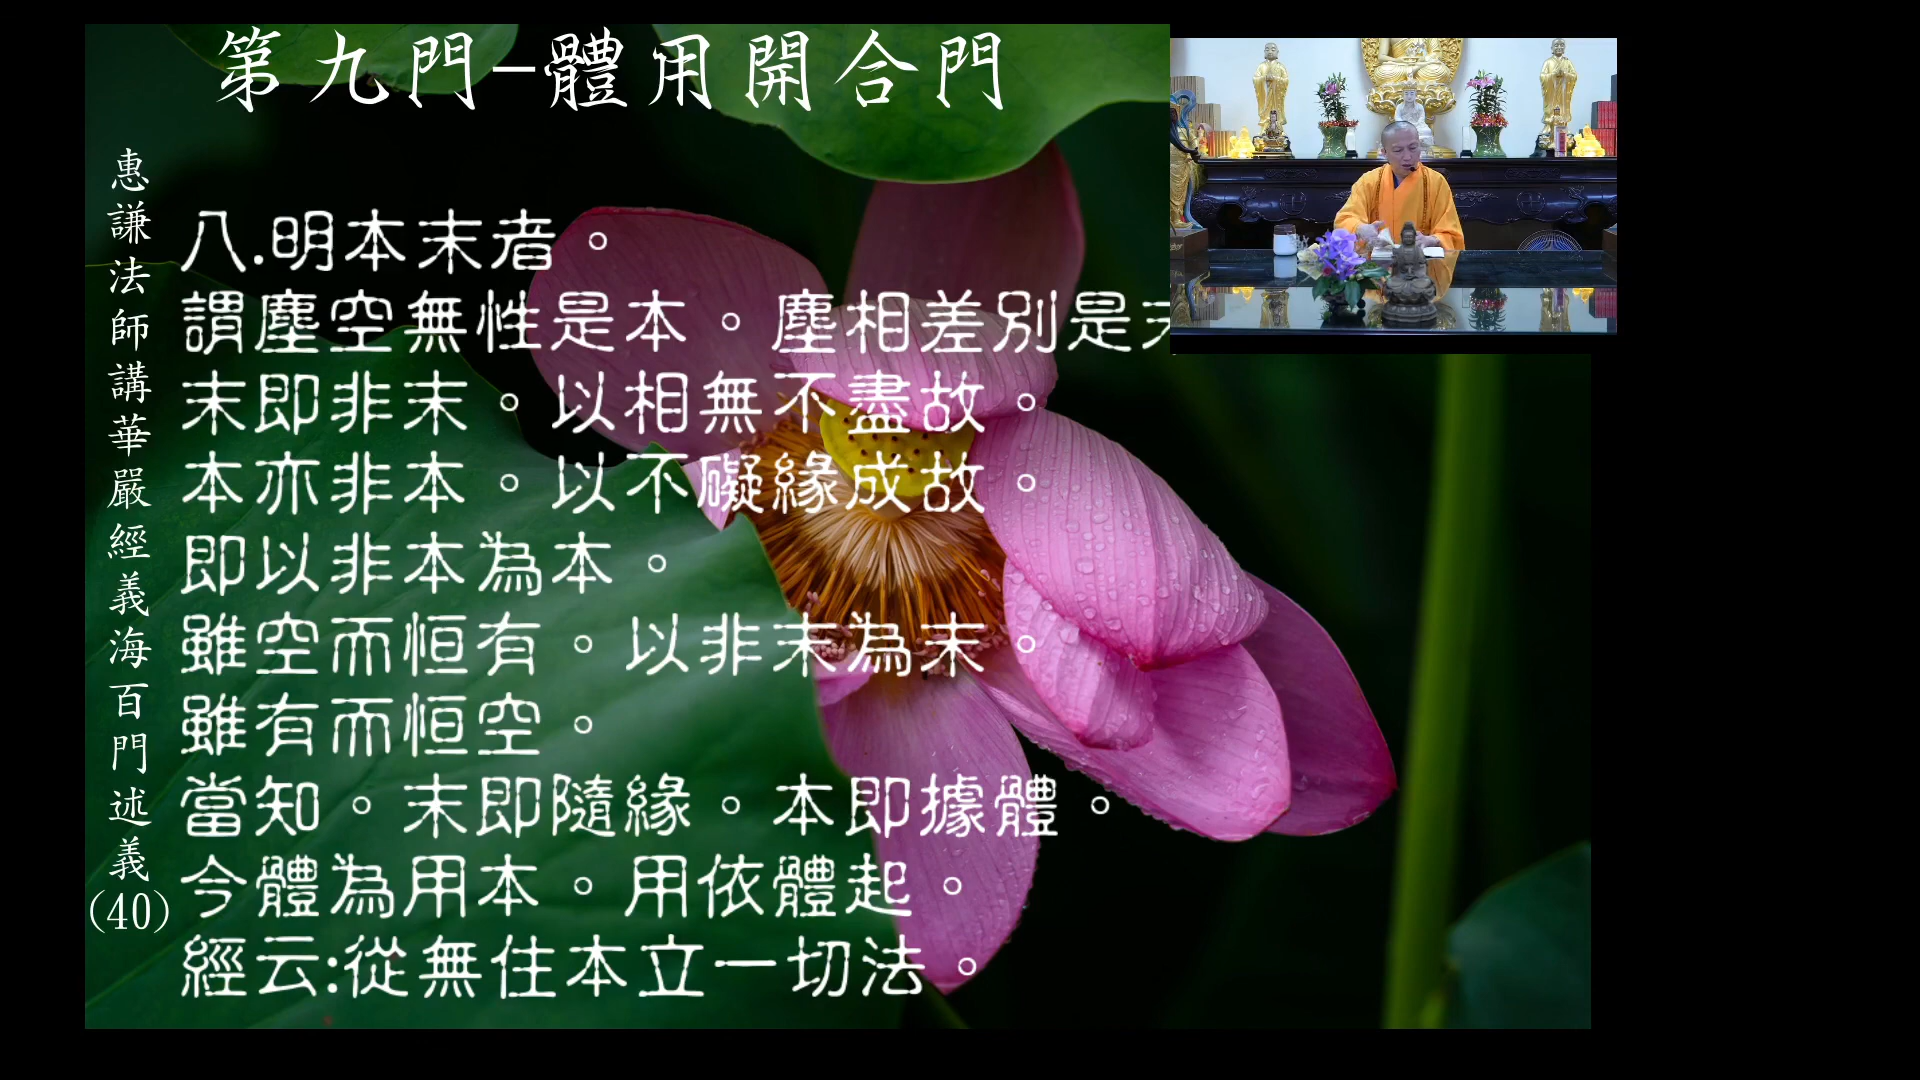 第九門-體用開合門
惠謙法師講華嚴經義海百門述義(40)
八.明本末者。
謂塵空無性是本。塵相差別是
末即非末。以相無不盡故。
本亦非本。以不礙緣成故。
即以非本為本。
雖空而恒有。以非末為末。
雖有而恒空。
當知。末即隨緣。本即據體。
今體為用本。用依體起。
經云:從無住本立一切法。